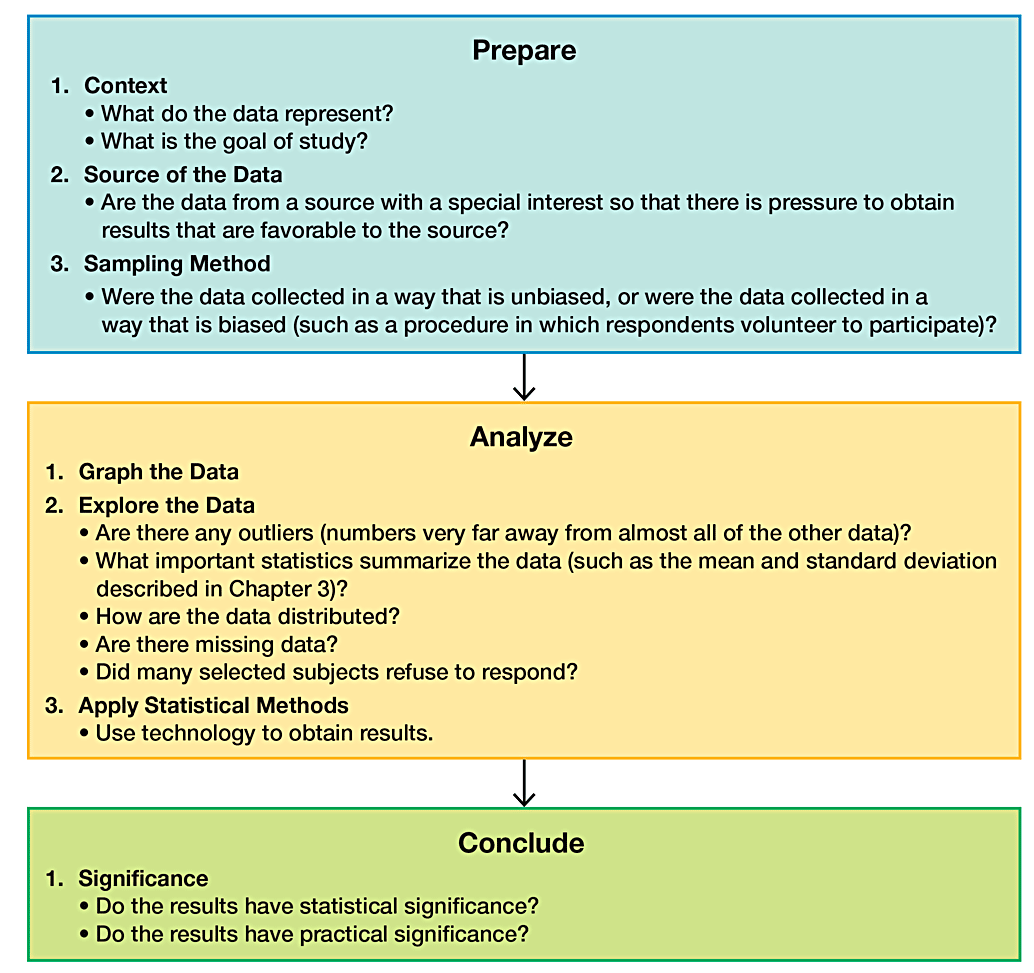 Prepare
1. Context
• What do the data represent?
• What is the goal of study?
2. Source of the Data
• Are the data from a source with a special interest so that there is pressure to obtain
results that are favorable to the source?
3. Sampling Method
• Were the data collected in a way that is unbiased, or were the data collected in a
way that is biased (such as a procedure in which respondents volunteer to participate)?
Analyze
1. Graph the Data
2. Explore the Data
• Are there any outliers (numbers very far away from almost all of the other data)?
• What important statistics summarize the data (such as the mean and standard deviation
described in Chapter 3)?
• How are the data distributed?
• Are there missing data?
• Did many selected subjects refuse to respond?
3. Apply Statistical Methods
• Use technology to obtain results.
Conclude
1. Significance
• Do the results have statistical significance?
• Do the results have practical significance?